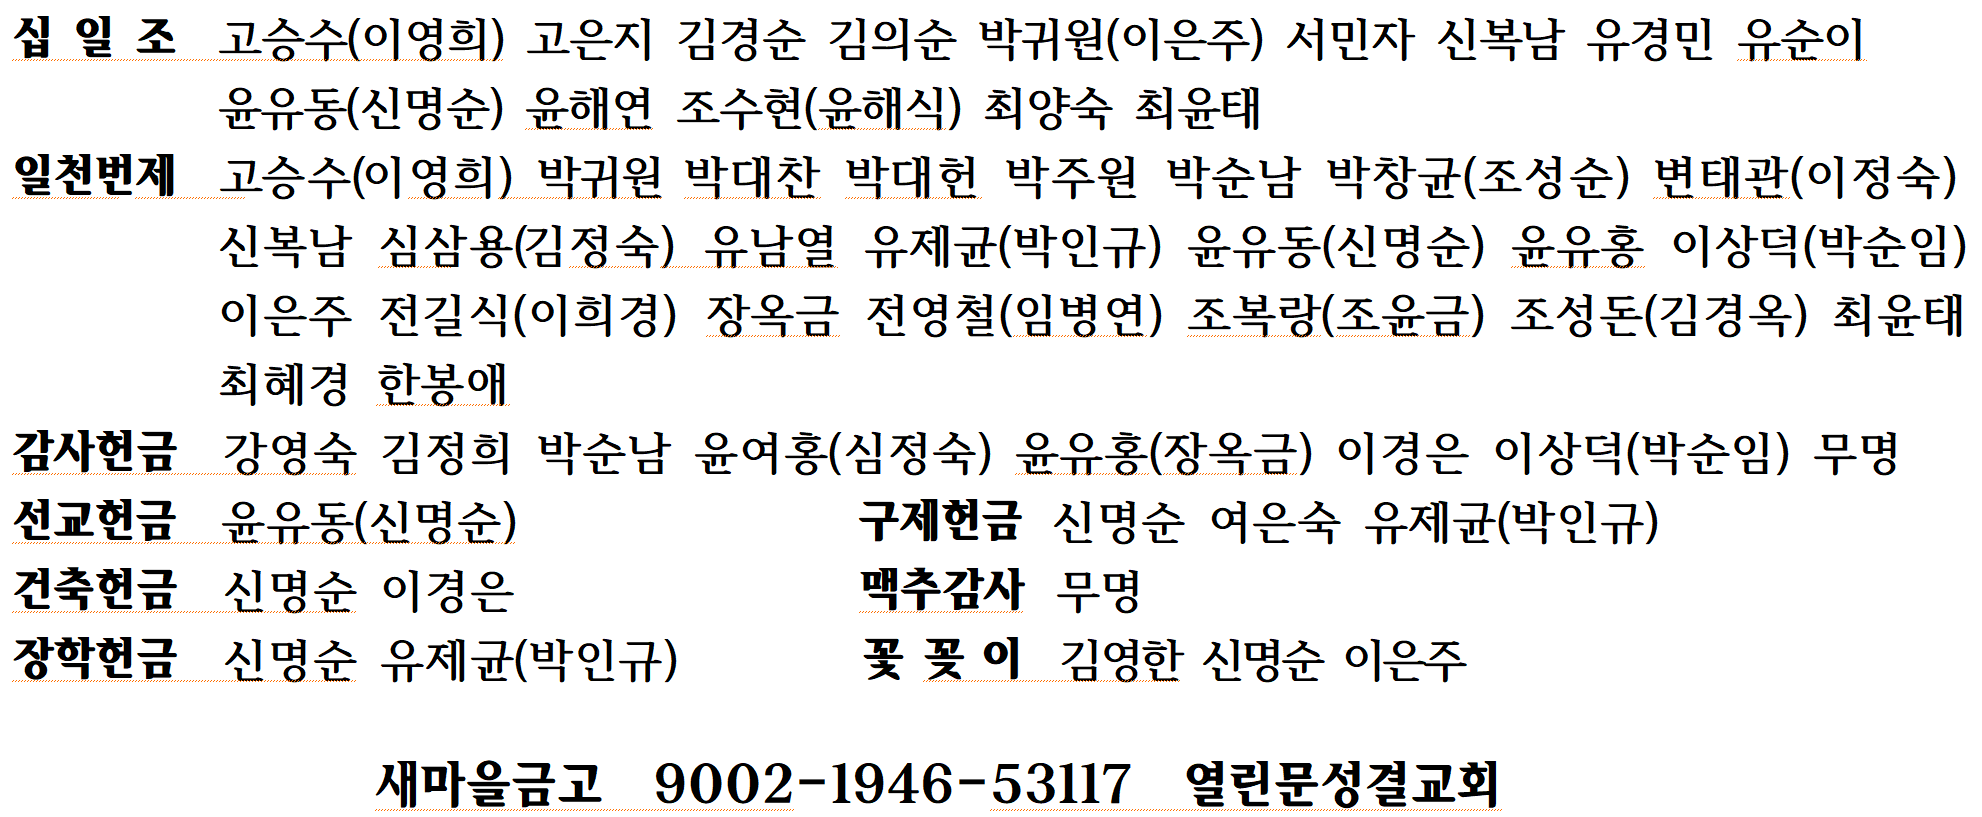 십 일 조 고승수(이영희) 고은지 김경순 김의순 박귀원(이은주) 서민자 신복남 유경민 유순이
윤유동(신명순) 윤해연 조수현(윤해식) 최양숙 최윤태
일천번제 고승수(이영희) 박귀원 박대찬 박대헌 박주원 박순남 박창균(조성순) 변태관(이정숙)
신복남 심삼용(김정숙) 유남열 유제균(박인규) 윤유동(신명순) 윤유홍 이상덕(박순임)
이은주 전길식(이희경) 장옥금 전영철(임병연) 조복랑(조윤금) 조성돈(김경옥) 최윤태
최혜경 한봉애
감사헌금 강영숙 김정희 박순남 윤여홍(심정숙) 윤유홍(장옥금) 이경은 이상덕(박순임) 무명
선교헌금 윤유동(신명순) 구제헌금 신명순 여은숙 유제균(박인규)
건축헌금 신명순 이경은 맥추감사 무명
장학헌금 신명순 유제균(박인규) 꽃 꽂 이 김영한 신명순 이은주
새마을금고 9002-1946-53117 열린문성결교회